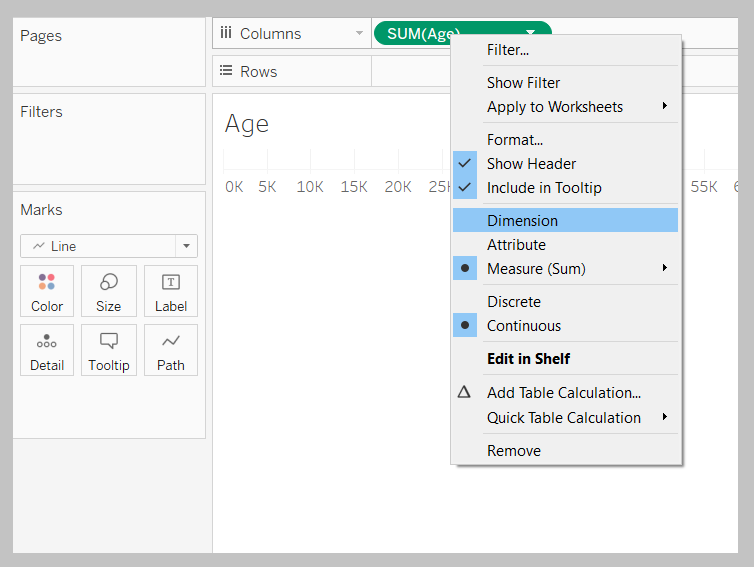 Pages
Columns
SUM(Age)
Rows
Filters
Age
0K 5K 10K 15K 20K 25K 55K
Marks
Line
Color Size Label
Detail Tooltip Path
Filter...
Show Filter
Apply to Worksheets
Format...
Show Header
Include in Tooltip
Dimension
Attribute
Measure (Sum)
Discrete
Continuous
Edit in Shelf
Add Table Calculation...
Quick Table Calculation
Remove